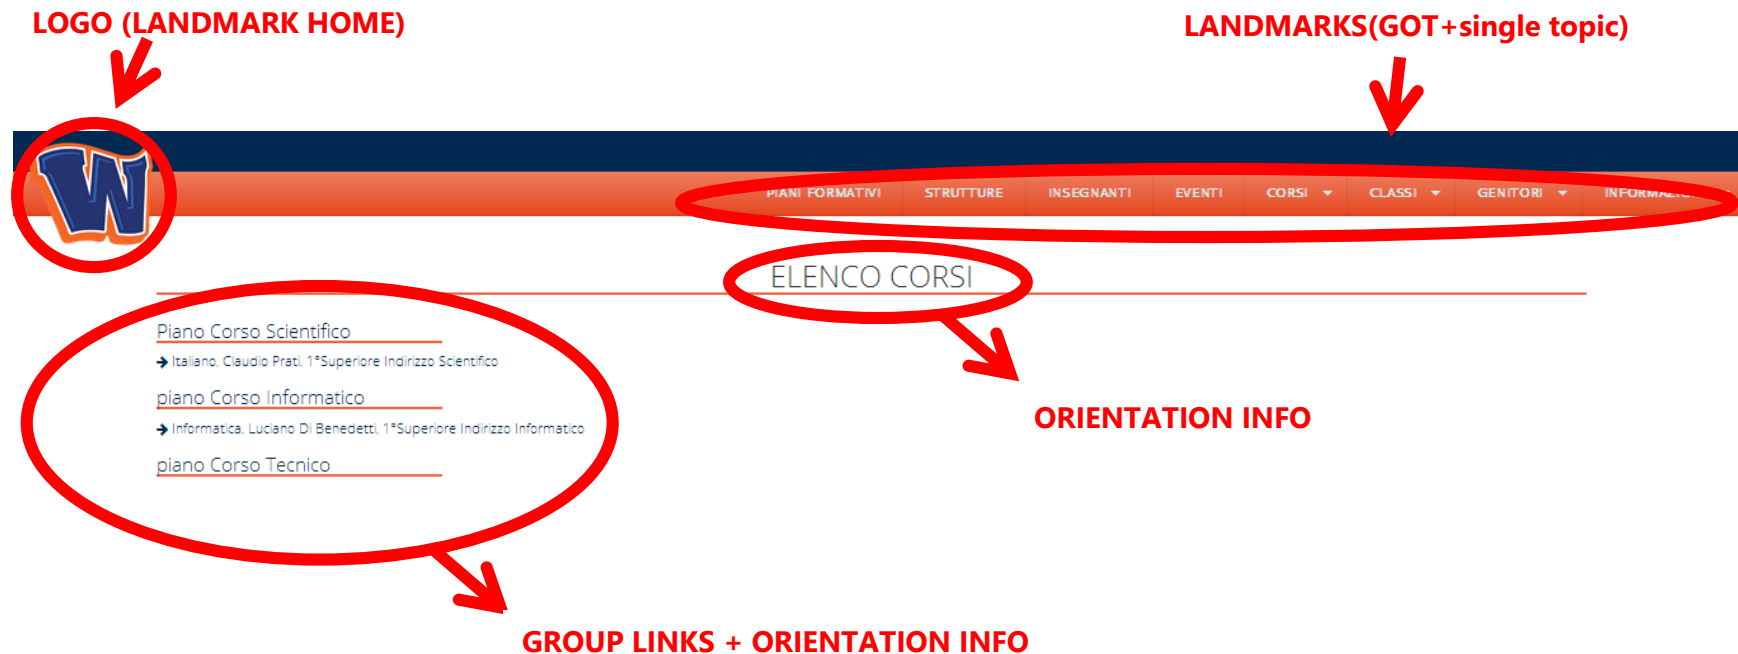 LOGO (LANDMARK HOME)
LANDMARKS(GOT+single topic)
W
PIANI FORMATIVI STRUTTURE INSEGNANTI EVENTI CORSI CLASSI GENITORI INFORMAZIONI
ELENCO CORSI
Piano Corso Scientifico
Italiano, Claudio Prati, 1°Superiore Indirizzo Scientifico
piano Corso Informatico
Informatica, Luciano Di Benedetti, 1°Superiore Indirizzo Informatico
piano Corso Tecnico
ORIENTATION INFO
GROUP LINKS + ORIENTATION INFO